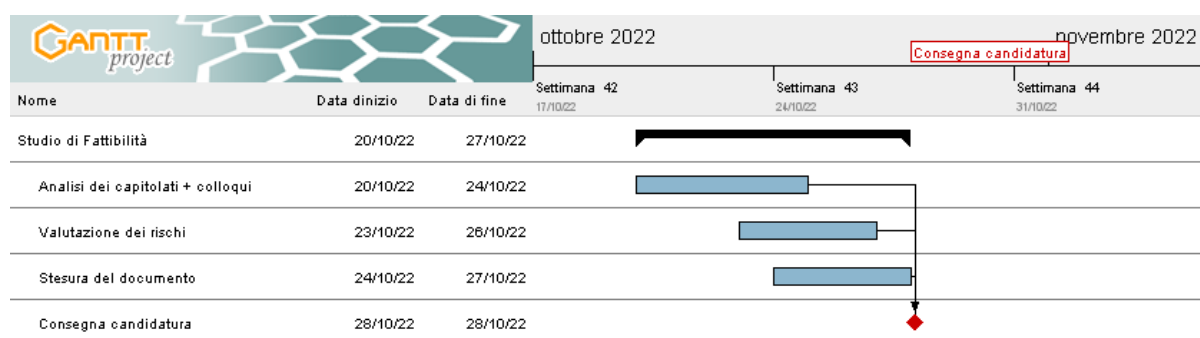 GANTT project
ottobre 2022
novembre 2022
Consegna candidatura
Nome Data dinizio Data di fine
Settimana 42
17/10/22
Settimana 43
24/10/22
Settimana 44
31/10/22
Studio di Fattibilità 20/10/22 27/10/22
Analisi dei capitolati + colloqui 20/10/22 24/10/22
Valutazione dei rischi 23/10/22 26/10/22
Stesura del documento 24/10/22 27/10/22
Consegna candidatura 28/10/22 28/10/22